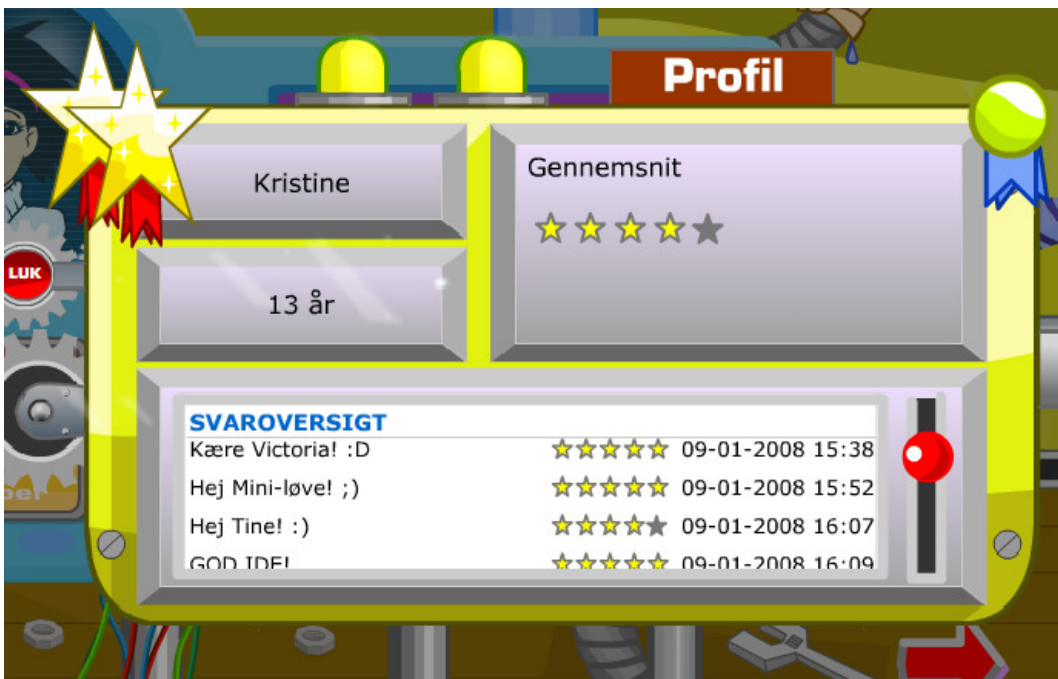 Profil
Kristine
Gennemsnit
LUK
13 år
SVAROVERSIGT
Kære Victoria! :D 09-01-2008 15:38
Hej Mini-løve! ;) 09-01-2008 15:52
Hej Tine! :) 09-01-2008 16:07
GOD IDE! 09-01-2008 16:09